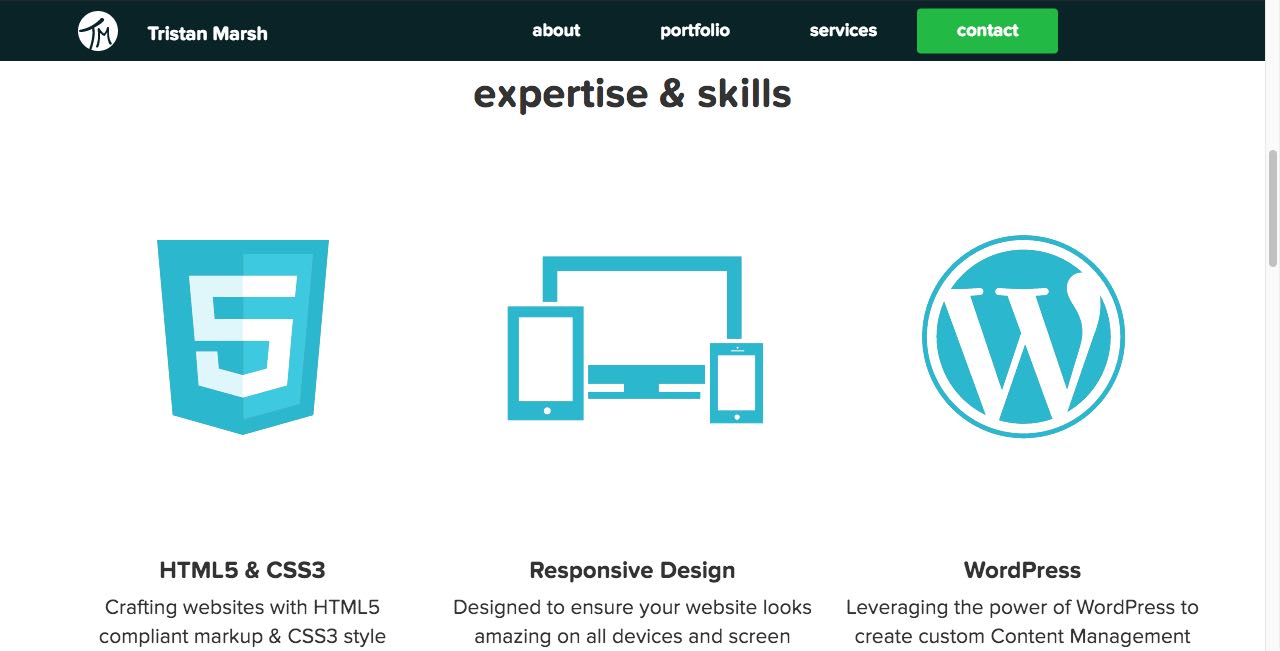 TM
Tristan Marsh
about
portfolio
services
contact
expertise & skills
5
W
HTML5 & CSS3
Crafting websites with HTML5
compliant markup & CSS3 style
Responsive Design
Designed to ensure your website looks
amazing on all devices and screen
WordPress
Leveraging the power of WordPress to
create custom Content Management